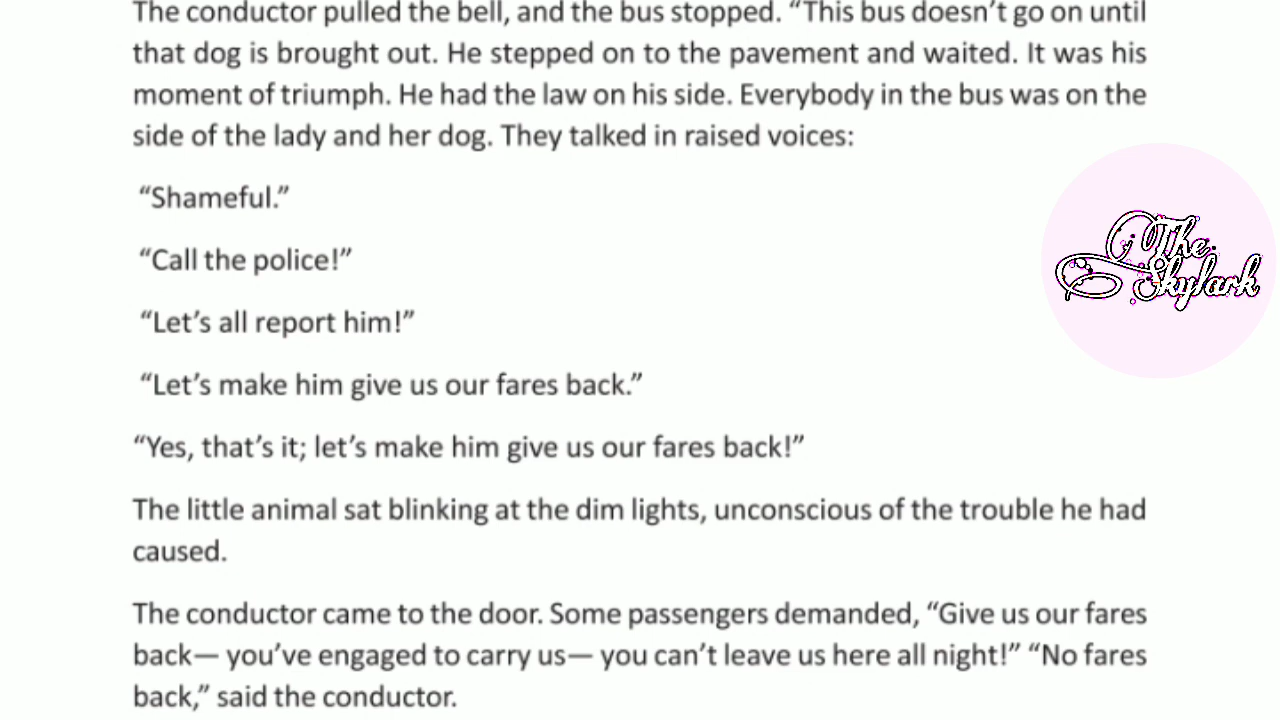 The conductor pulled the bell, and the bus stopped. “This bus doesn’t go on until
that dog is brought out. He stepped on to the pavement and waited. It was his
moment of triumph. He had the law on his side. Everybody in the bus was on the
side of the lady and her dog. They talked in raised voices:
“Shameful.”
“Call the police!”
“Let’s all report him!”
“Let’s make him give us our fares back.”
“Yes, that’s it; let’s make him give us our fares back!”
The little animal sat blinking at the dim lights, unconscious of the trouble he had
caused.
The conductor came to the door. Some passengers demanded, “Give us our fares
back— you’ve engaged to carry us— you can’t leave us here all night!” “No fares
back,” said the conductor.
The
Skylark